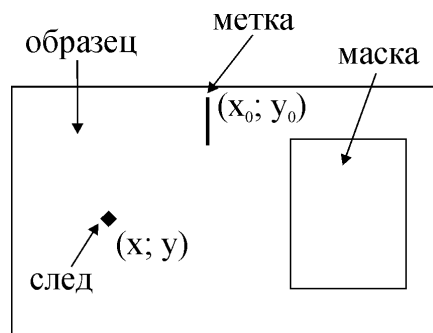 метка
образец
маска
(x₀; y₀)
(x; y)
след